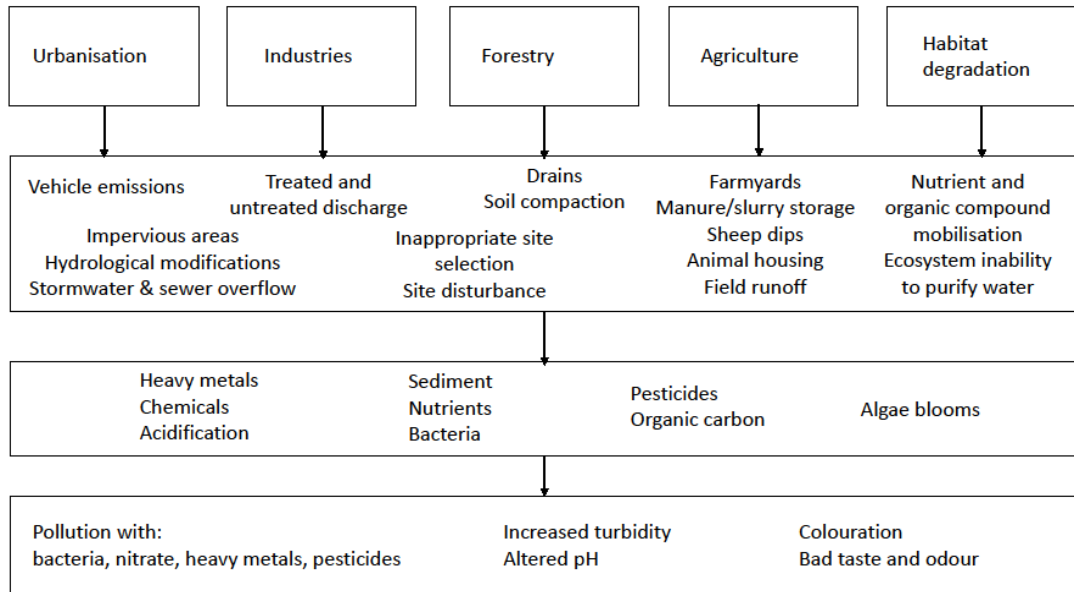 Urbanisation
Industries
Forestry
Agriculture
Habitat
degradation
Vehicle emissions
Impervious areas
Hydrological modifications
Stormwater & sewer overflow
Treated and
untreated discharge
Drains
Soil compaction
Inappropriate site
selection
Site disturbance
Farmyards
Manure/slurry storage
Sheep dips
Animal housing
Field runoff
Nutrient and
organic compound
mobilisation
Ecosystem inability
to purify water
Heavy metals
Chemicals
Acidification
Sediment
Nutrients
Bacteria
Pesticides
Organic carbon
Algae blooms
Pollution with:
bacteria, nitrate, heavy metals, pesticides
Increased turbidity
Altered pH
Colouration
Bad taste and odour